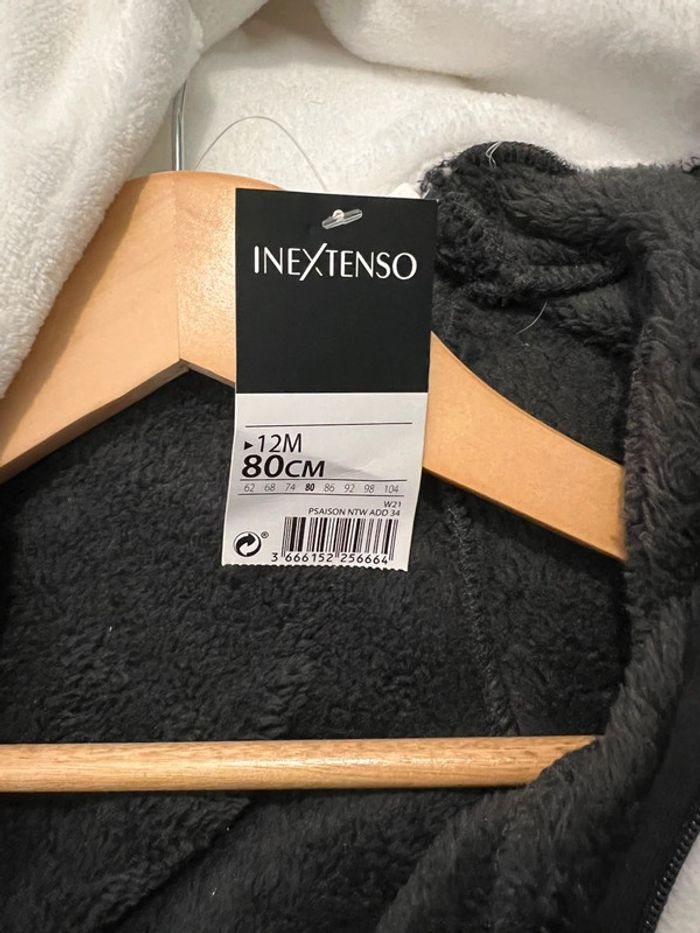 INEXTENSO
▸12M
80CM
62 68 74 80 86 92 98 104
W21
PSAISON NTW ADD 34
®
3 666152 256664